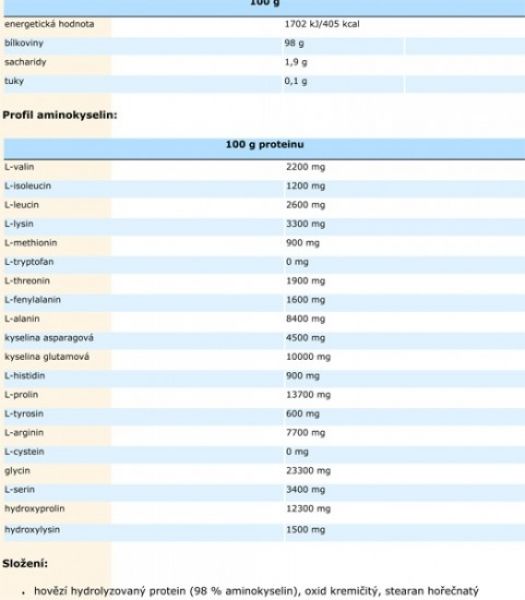 100 g
energetická hodnota 1702 kJ/405 kcal
bílkoviny 98 g
sacharidy 1,9 g
tuky 0,1 g
Profil aminokyselin:
100 g proteinu
L-valin 2200 mg
L-isoleucin 1200 mg
L-leucin 2600 mg
L-lysin 3300 mg
L-methionin 900 mg
L-tryptofan 0 mg
L-threonin 1900 mg
L-fenylalanin 1600 mg
L-alanin 8400 mg
kyselina asparagová 4500 mg
kyselina glutamová 10000 mg
L-histidin 900 mg
L-prolin 13700 mg
L-tyrosin 600 mg
L-arginin 7700 mg
L-cystein 0 mg
glycin 23300 mg
L-serin 3400 mg
hydroxyprolin 12300 mg
hydroxylysin 1500 mg
Složení:
• hovězí hydrolyzovaný protein (98 % aminokyselin), oxid kremičitý, stearan hořečnatý